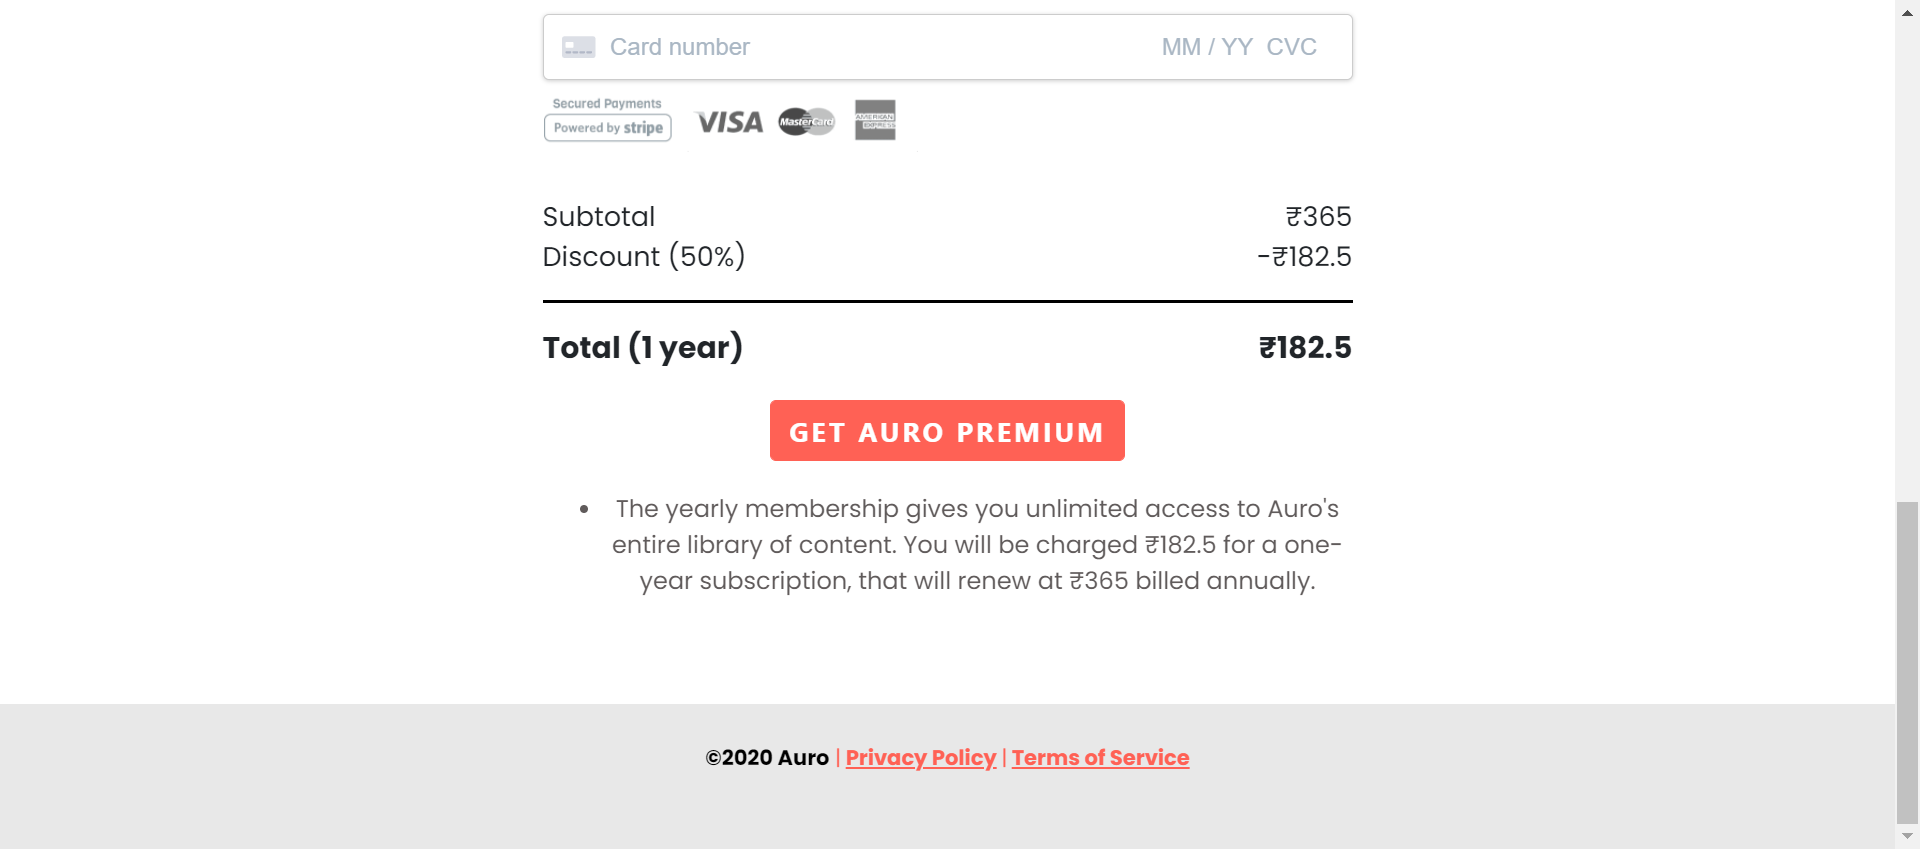 Card number MM / YY CVC
Secured Payments
Powered by stripe VISA MasterCard AMERICAN EXPRESS
Subtotal ₹365
Discount (50%) -₹182.5
Total (1 year) ₹182.5
GET AURO PREMIUM
• The yearly membership gives you unlimited access to Auro's
entire library of content. You will be charged ₹182.5 for a one-
year subscription, that will renew at ₹365 billed annually.
©2020 Auro | Privacy Policy | Terms of Service